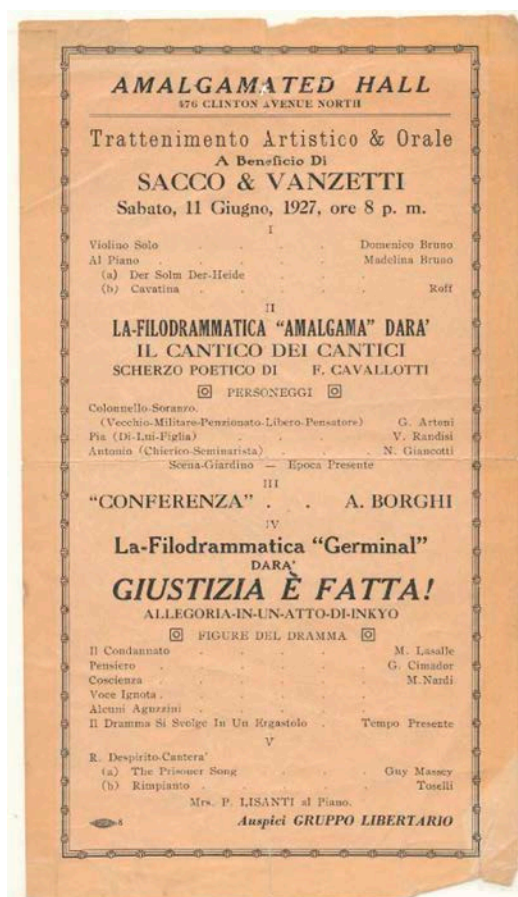 AMALGAMATED HALL
476 CLINTON AVENUE NORTH
Trattenimento Artistico & Orale
A Beneficio Di
SACCO & VANZETTI
Sabato, 11 Giugno, 1927, ore 8 p. m.
I
Violino Solo . . . . . Domenico Bruno
Al Piano . . . . . Madelina Bruno
(a) Der Solm Der-Heide . . .
(b) Cavatina . . . . . Roff
II
LA-FILODRAMMATICA "AMALGAMA" DARA'
IL CANTICO DEI CANTICI
SCHERZO POETICO DI F. CAVALLOTTI
PERSONEGGI
Colonnello-Soranzo.
(Vecchio-Militare-Penzionato-Libero-Pensatore) G. Artoni
Pia (Di-Lui-Figlia) . . . . V. Randisi
Antonio (Chierico-Seminarista) . . . N. Giancotti
Scena-Giardino — Epoca Presente
III
"CONFERENZA" . . A. BORGHI
IV
La-Filodrammatica "Germinal"
DARA'
GIUSTIZIA È FATTA!
ALLEGORIA-IN-UN-ATTO-DI-INKYO
FIGURE DEL DRAMMA
Il Condannato . . . . . M. Lasalle
Pensiero . . . . . G. Cimador
Coscienza . . . . . M.Nardi
Voce Ignota . . . . .
Alcuni Aguzzini . . . . .
Il Dramma Si Svolge In Un Ergastolo . Tempo Presente
V
R. Despirito-Cantera'
(a) The Prisoner Song . . . . Guy Massey
(b) Rimpianto . . . . . Toselli
Mrs. P. LISANTI al Piano.
8 Auspici GRUPPO LIBERTARIO